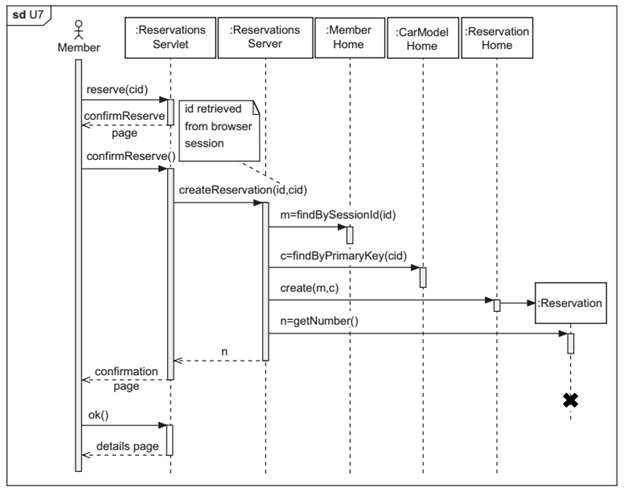 sd U7
Member
:Reservations
Servlet
:Reservations
Server
:Member
Home
:CarModel
Home
:Reservation
Home
reserve(cid)
confirmReserve
page
id retrieved
from browser
session
confirmReserve()
createReservation(id,cid)
m=findBySessionId(id)
c=findByPrimaryKey(cid)
create(m,c)
:Reservation
n=getNumber()
n
confirmation
page
ok()
details page